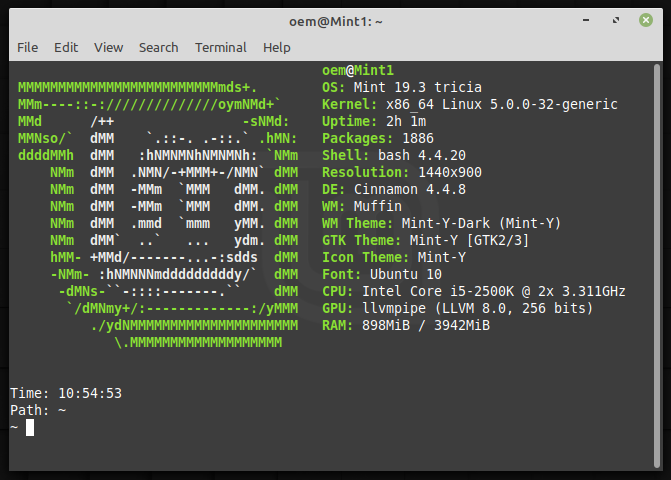 oem@Mint1: ~
File Edit View Search Terminal Help
oem@Mint1
MMMMMMMMMMMMMMMMMMMMMMMMMmds+. OS: Mint 19.3 tricia
MMm----::-://////////////oymNMd+` Kernel: x86_64 Linux 5.0.0-32-generic
MMd /++ -sNMd: Uptime: 2h 1m
MMNso/` dMM `.::-. .-::.` .hMN: Packages: 1886
ddddMMh dMM :hNMNMNhNMNMNh: `NMm Shell: bash 4.4.20
NMm dMM .NMN/-+MMM+-/NMN` dMM Resolution: 1440x900
NMm dMM -MMm `MMM dMM. dMM DE: Cinnamon 4.4.8
NMm dMM -MMm `MMM dMM. dMM WM: Muffin
NMm dMM .mmd `mmm yMM. dMM WM Theme: Mint-Y-Dark (Mint-Y)
NMm dMM` ..` ... ydm. dMM GTK Theme: Mint-Y [GTK2/3]
hMM- +MMd/-------...-:sdds dMM Icon Theme: Mint-Y
-NMm- :hNMNNNmdddddddddy/` dMM Font: Ubuntu 10
-dMNs-``-::::-------.`` dMM CPU: Intel Core i5-2500K @ 2x 3.311GHz
`/dMNmy+/:-------------:/yMMM GPU: llvmpipe (LLVM 8.0, 256 bits)
./ydNMMMMMMMMMMMMMMMMMMMMM RAM: 898MiB / 3942MiB
\.MMMMMMMMMMMMMMMMMMM
Time: 10:54:53
Path: ~
~